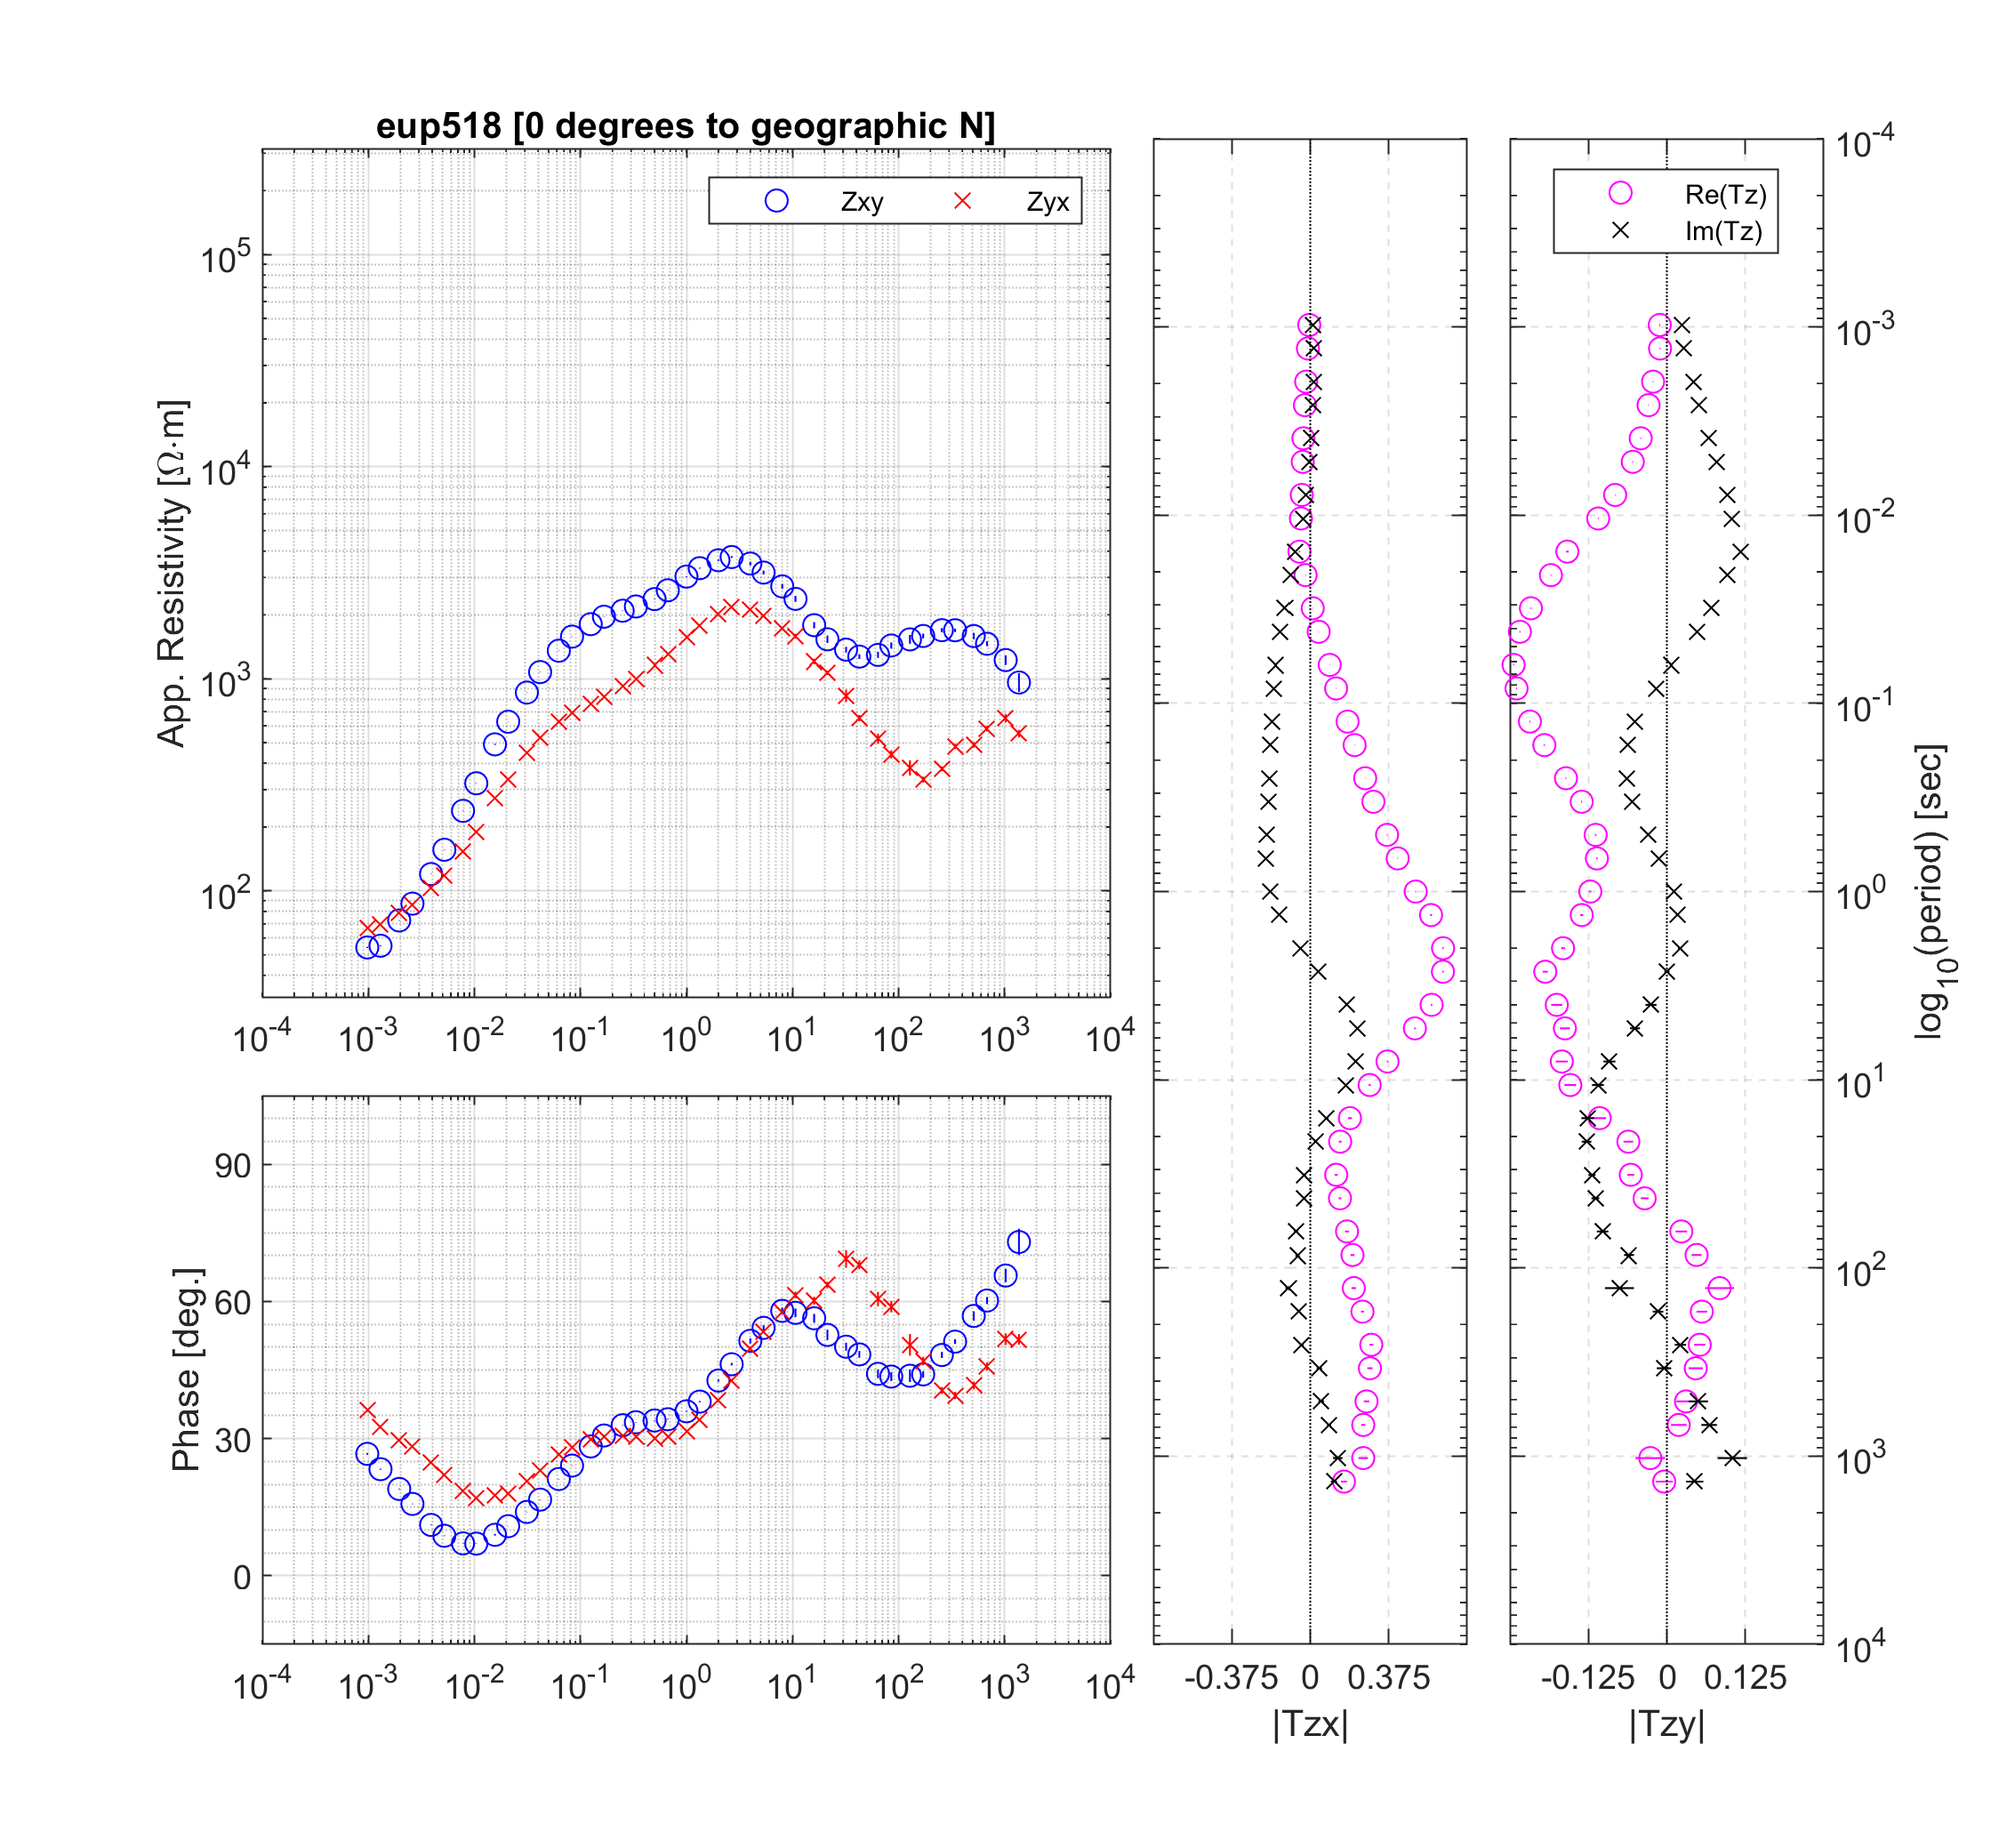 eup518 [0 degrees to geographic N]
Zxy Zyx
App. Resistivity [Ω·m]
10^5
10^4
10^3
10^2
10^-4 10^-3 10^-2 10^-1 10^0 10^1 10^2 10^3 10^4
Phase [deg.]
90
60
30
0
10^-4 10^-3 10^-2 10^-1 10^0 10^1 10^2 10^3 10^4
-0.375 0 0.375
|Tzx|
Re(Tz)
Im(Tz)
-0.125 0 0.125
|Tzy|
10^-4
10^-3
10^-2
10^-1
10^0
10^1
10^2
10^3
10^4
log_10(period) [sec]